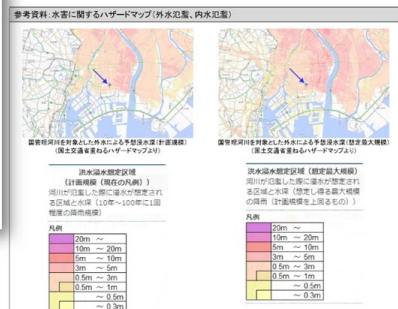 参考資料:水害に関するハザードマップ(外水氾濫、内水氾濫)
国管理河川を対象とした外水による予想浸水深(計画規模)
(国土交通省重ねるハザードマップより)
洪水浸水想定区域
(計画規模(現在の凡例))
河川が氾濫した際に浸水が想定され
る区域と水深(10年~100年に1回
程度の降雨規模)
凡例
20m ~
10m ~ 20m
5m ~ 10m
3m ~ 5m
0.5m ~ 3m
0.5m ~ 1m
~ 0.5m
~ 0.3m
国管理河川を対象とした外水による予想浸水深(想定最大規模)
(国土交通省重ねるハザードマップより)
洪水浸水想定区域(想定最大規模)
河川が氾濫した際に浸水が想定され
る区域と水深(想定し得る最大規模
の降雨(計画規模を上回るもの))
凡例
20m ~
10m ~ 20m
5m ~ 10m
3m ~ 5m
0.5m ~ 3m
0.5m ~ 1m
~ 0.5m
~ 0.3m